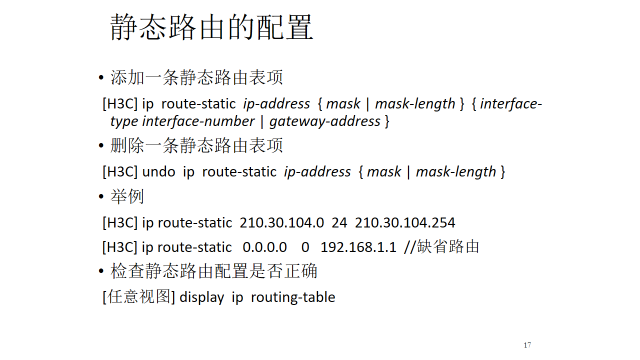 静态路由的配置
• 添加一条静态路由表项
[H3C] ip route-static ip-address { mask | mask-length } { interface-
type interface-number | gateway-address }
• 删除一条静态路由表项
[H3C] undo ip route-static ip-address { mask | mask-length }
• 举例
[H3C] ip route-static 210.30.104.0 24 210.30.104.254
[H3C] ip route-static 0.0.0.0 0 192.168.1.1 //缺省路由
• 检查静态路由配置是否正确
[任意视图] display ip routing-table
17